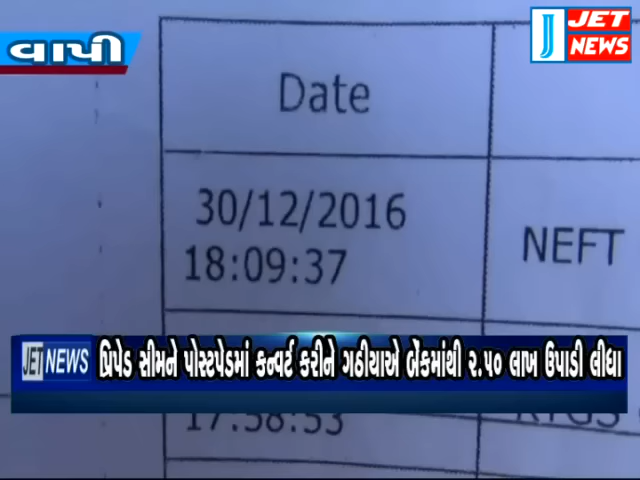 વાપી
JET
NEWS
Date
30/12/2016
18:09:37
NEFT
JET NEWS પ્રિપેડ સીમને પોસ્ટપેડમાં કન્વર્ટ કરીને ગઠીયાએ બેંકમાંથી ૨.૫૦ લાખ ઉપાડી લીધા
17:58:53